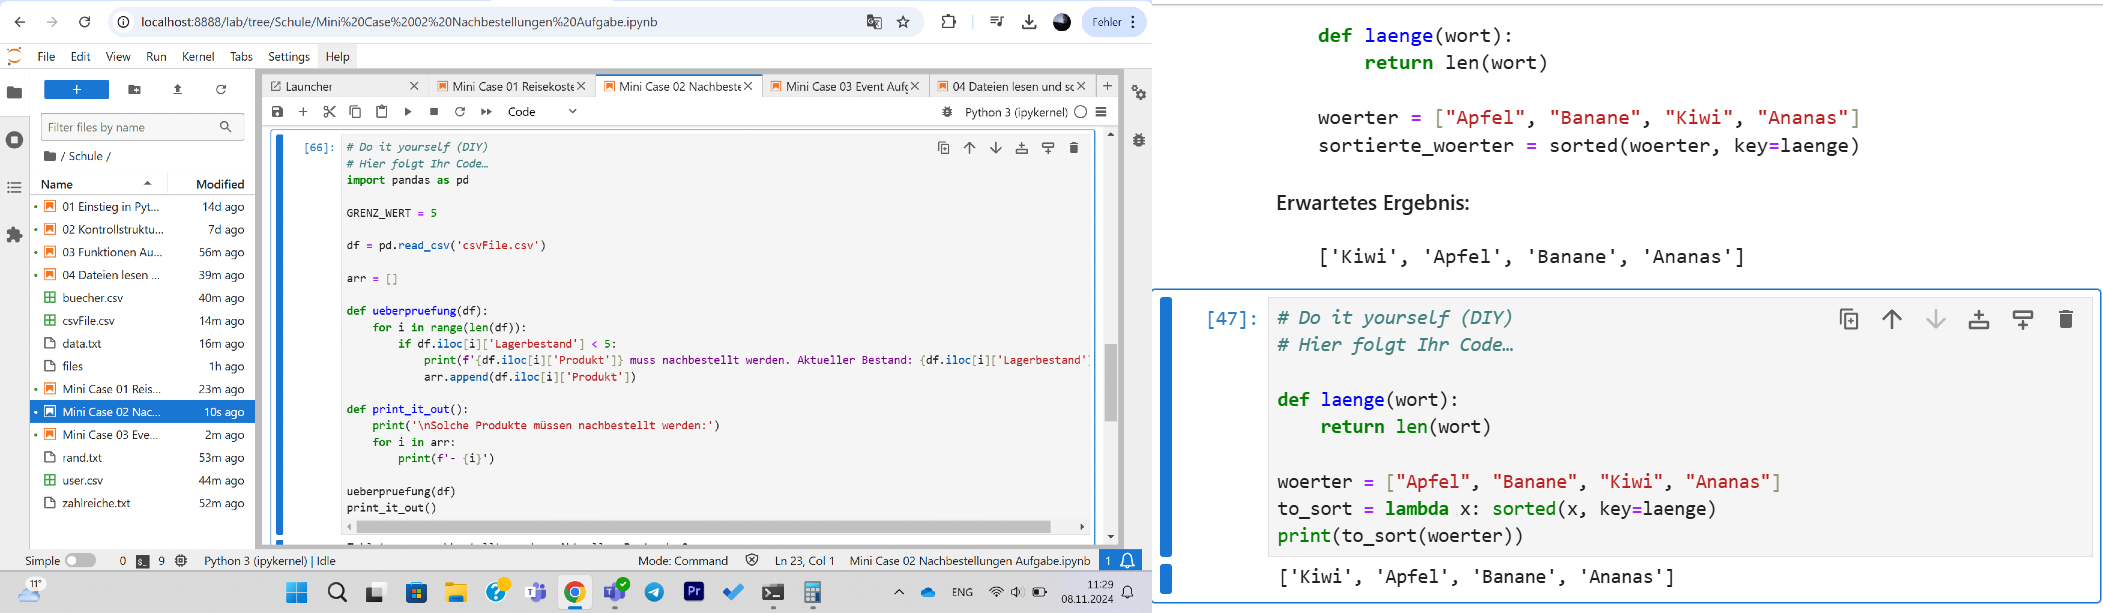 localhost:8888/lab/tree/Schule/Mini%20Case%2002%20Nachbestellungen%20Aufgabe.ipynb
Fehler
File Edit View Run Kernel Tabs Settings Help
Filter files by name
/ Schule /
Name Modified
01 Einstieg in Pyt... 14d ago
02 Kontrollstruktu... 7d ago
03 Funktionen Au... 56m ago
04 Dateien lesen ... 39m ago
buecher.csv 40m ago
csvFile.csv 14m ago
data.txt 16m ago
files 1h ago
Mini Case 01 Reis... 23m ago
Mini Case 02 Nac... 10s ago
Mini Case 03 Eve... 2m ago
rand.txt 53m ago
user.csv 44m ago
zahlreiche.txt 52m ago
Launcher Mini Case 01 Reisekoste Mini Case 02 Nachbeste Mini Case 03 Event Aufg 04 Dateien lesen und sc
Code Python 3 (ipykernel)
[66]: # Do it yourself (DIY)
# Hier folgt Ihr Code…
import pandas as pd
GRENZ_WERT = 5
df = pd.read_csv('csvFile.csv')
arr = []
def ueberpruefung(df):
for i in range(len(df)):
if df.iloc[i]['Lagerbestand'] < 5:
print(f'{df.iloc[i]['Produkt']} muss nachbestellt werden. Aktueller Bestand: {df.iloc[i]['Lagerbestand']
arr.append(df.iloc[i]['Produkt'])
def print_it_out():
print('\nSolche Produkte müssen nachbestellt werden:')
for i in arr:
print(f'- {i}')
ueberpruefung(df)
print_it_out()
Simple 0 9 Python 3 (ipykernel) | Idle Mode: Command Ln 23, Col 1 Mini Case 02 Nachbestellungen Aufgabe.ipynb 1
11° ENG 11:29
08.11.2024
def laenge(wort):
return len(wort)
woerter = ["Apfel", "Banane", "Kiwi", "Ananas"]
sortierte_woerter = sorted(woerter, key=laenge)
Erwartetes Ergebnis:
['Kiwi', 'Apfel', 'Banane', 'Ananas']
[47]: # Do it yourself (DIY)
# Hier folgt Ihr Code…
def laenge(wort):
return len(wort)
woerter = ["Apfel", "Banane", "Kiwi", "Ananas"]
to_sort = lambda x: sorted(x, key=laenge)
print(to_sort(woerter))
['Kiwi', 'Apfel', 'Banane', 'Ananas']